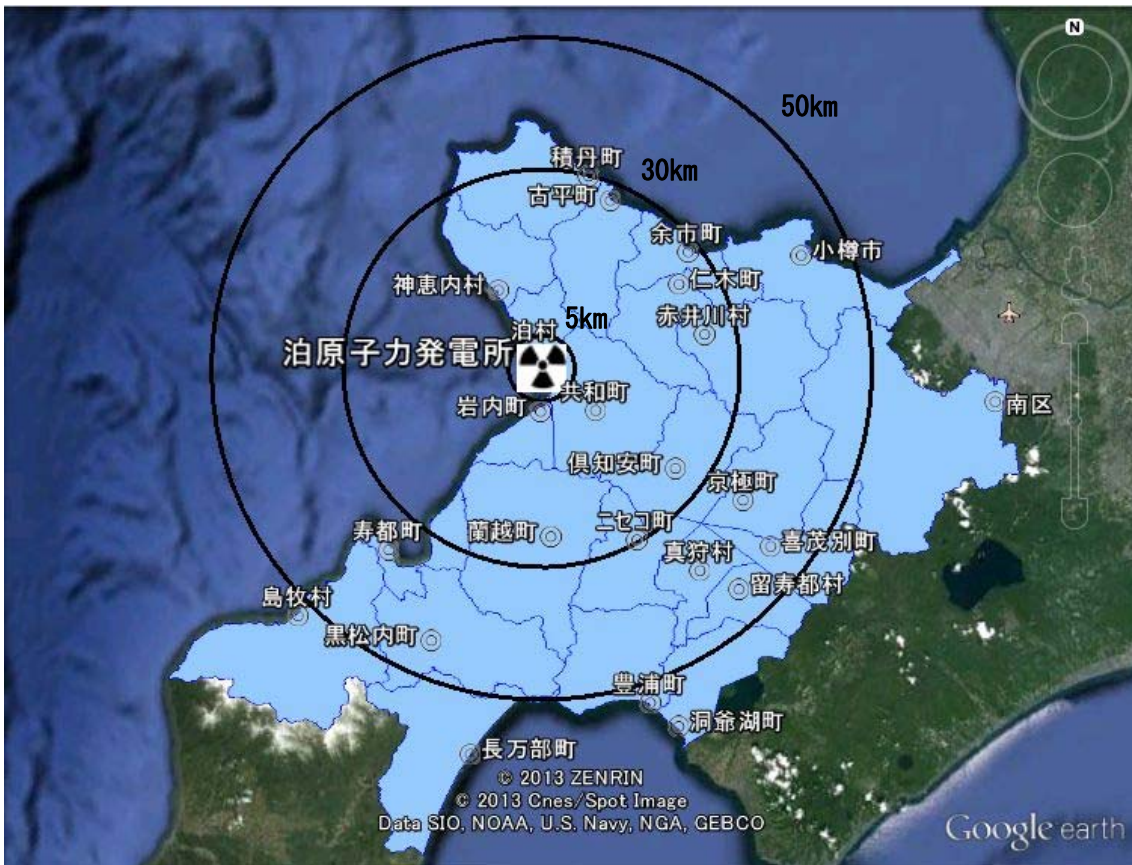 N
50km
積丹町
30km
古平町
余市町
小樽市
神恵内村
仁木町
5km
赤井川村
泊村
泊原子力発電所
共和町
岩内町
南区
倶知安町
京極町
寿都町
蘭越町
ニセコ町
喜茂別町
真狩村
留寿都村
島牧村
黒松内町
豊浦町
洞爺湖町
長万部町
© 2013 ZENRIN
© 2013 Cnes/Spot Image
Data SIO, NOAA, U.S. Navy, NGA, GEBCO
Google earth